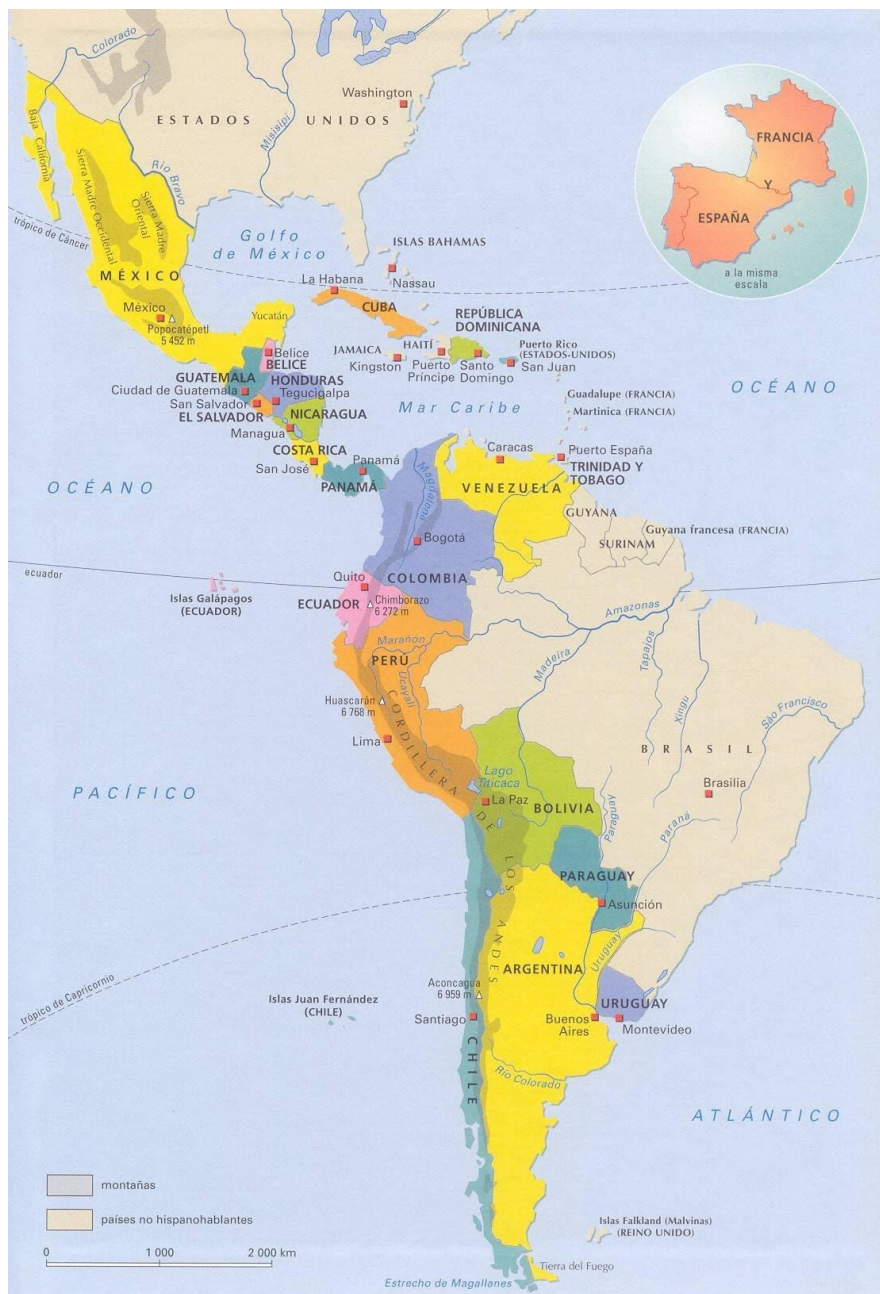 Colorado
Washington
ESTADOS UNIDOS
Misisipí
Baja California
Sierra Madre Occidental
Sierra Madre
Oriental
Río Bravo
FRANCIA
Y
ESPAÑA
a la misma
escala
trópico de Cáncer
Golfo
de México
ISLAS BAHAMAS
Nassau
MÉXICO
México
Popocatépetl
5 452 m
Yucatán
La Habana
CUBA
REPÚBLICA
DOMINICANA
JAMAICA
Kingston
HAITÍ
Puerto
Príncipe
Santo
Domingo
Puerto Rico
(ESTADOS-UNIDOS)
San Juan
Belice
BELICE
GUATEMALA
Ciudad de Guatemala
HONDURAS
Tegucigalpa
San Salvador
EL SALVADOR
NICARAGUA
Managua
COSTA RICA
San José
Panamá
PANAMÁ
Mar Caribe
Guadalupe (FRANCIA)
Martinica (FRANCIA)
OCÉANO
OCÉANO
Caracas
Puerto España
TRINIDAD Y
TOBAGO
VENEZUELA
Magdalena
GUYANA
Guyana francesa (FRANCIA)
SURINAM
Bogotá
COLOMBIA
ecuador
Islas Galápagos
(ECUADOR)
Quito
ECUADOR
Chimborazo
6 272 m
Amazonas
Marañon
PERÚ
Ucayali
Madeira
Tapajos
Xingu
São Francisco
Huascarán
6 768 m
Lima
CORDILLERA DE LOS ANDES
BRASIL
Brasilia
PACÍFICO
Lago
Titicaca
La Paz
BOLIVIA
Paraguay
Paraná
PARAGUAY
Asunción
trópico de Capricornio
Uruguay
ARGENTINA
Aconcagua
6 959 m
Islas Juan Fernández
(CHILE)
Santiago
URUGUAY
Buenos
Aires
Montevideo
CHILE
Río Colorado
ATLÁNTICO
montañas
países no hispanohablantes
0 1 000 2 000 km
Islas Falkland (Malvinas)
(REINO UNIDO)
Tierra del Fuego
Estrecho de Magallanes